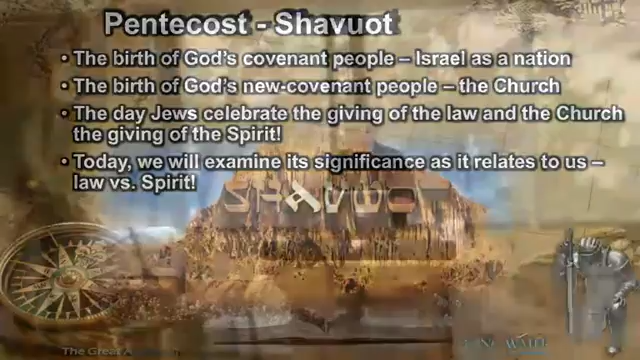 Pentecost - Shavuot
• The birth of God's covenant people – Israel as a nation
• The birth of God's new-covenant people – the Church
• The day Jews celebrate the giving of the law and the Church
the giving of the Spirit!
• Today, we will examine its significance as it relates to us –
law vs. Spirit!
SHAVUOT
The Great